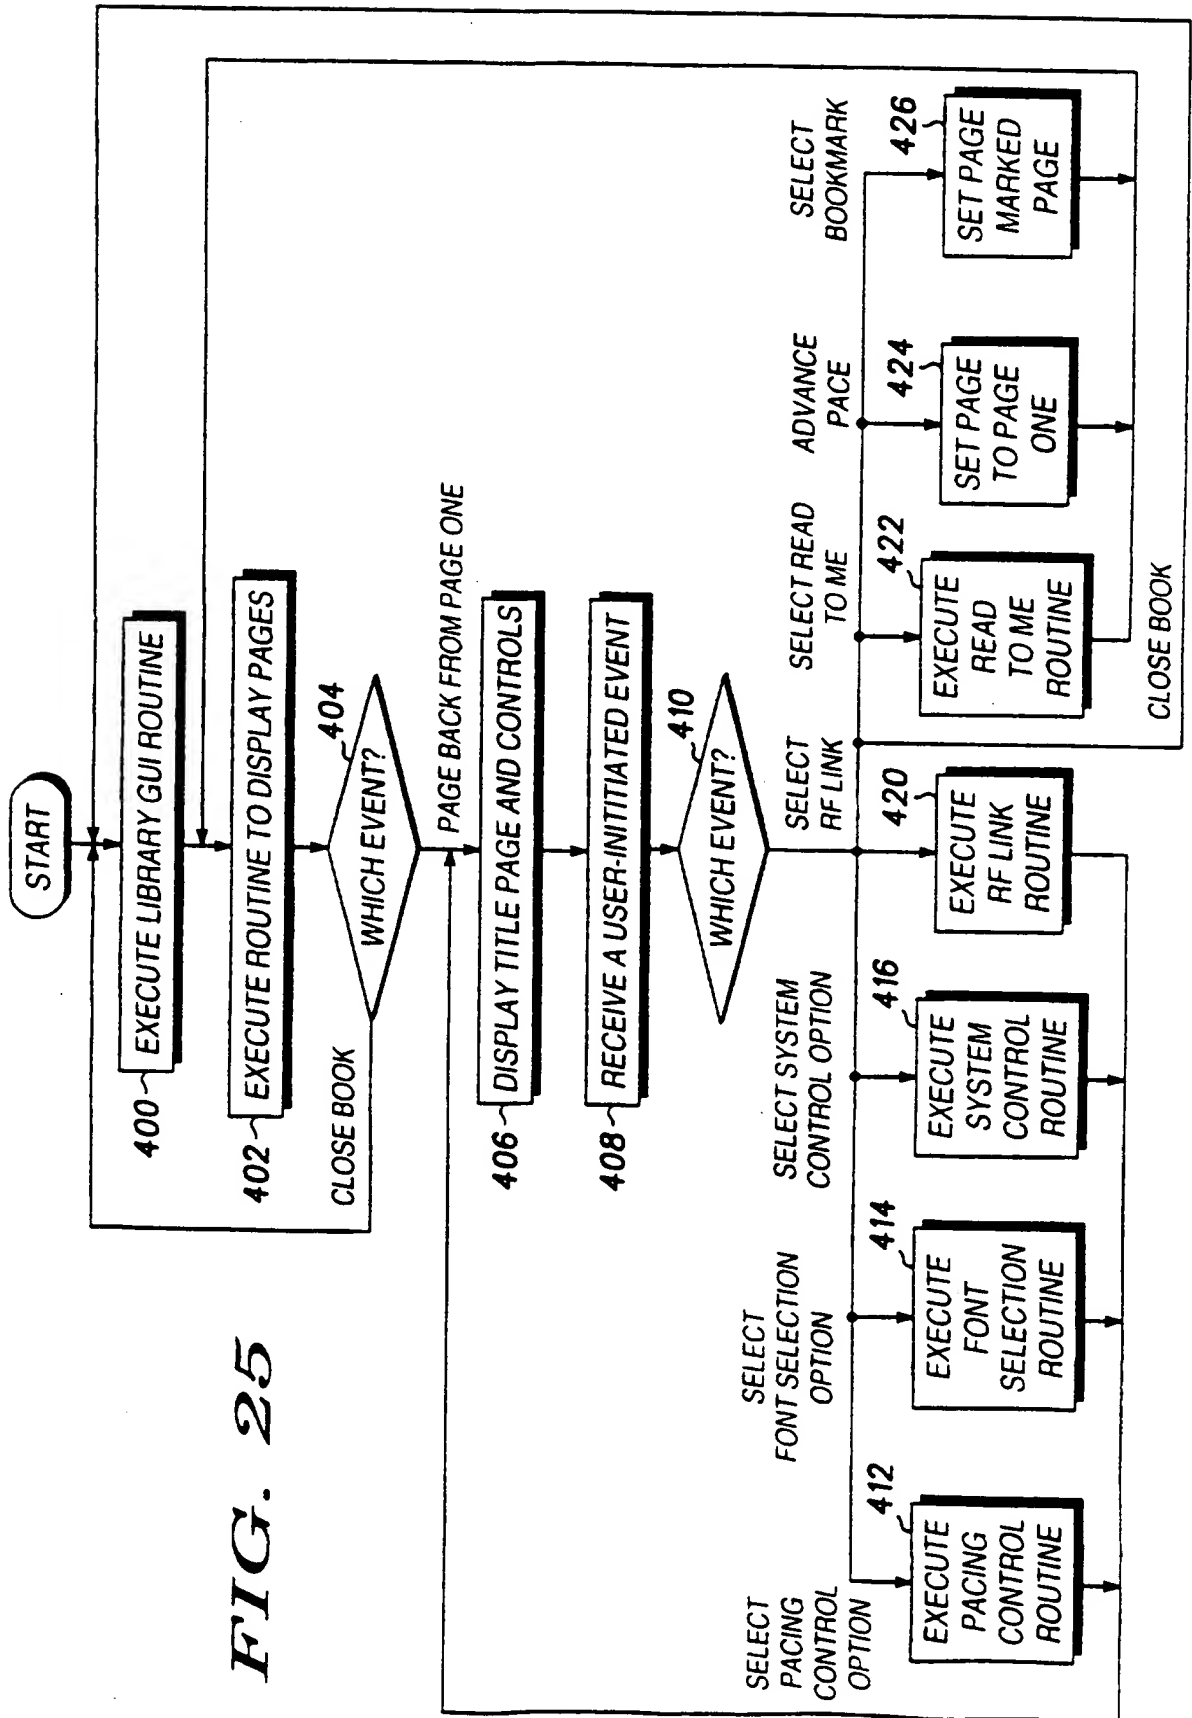 FIG. 25
START
400
EXECUTE LIBRARY GUI ROUTINE
402
EXECUTE ROUTINE TO DISPLAY PAGES
404
WHICH EVENT?
CLOSE BOOK
PAGE BACK FROM PAGE ONE
406
DISPLAY TITLE PAGE AND CONTROLS
408
RECEIVE A USER-INITITIATED EVENT
410
WHICH EVENT?
SELECT
PACING
CONTROL
OPTION
412
EXECUTE
PACING
CONTROL
ROUTINE
SELECT
FONT SELECTION
OPTION
414
EXECUTE
FONT
SELECTION
ROUTINE
SELECT SYSTEM
CONTROL OPTION
416
EXECUTE
SYSTEM
CONTROL
ROUTINE
SELECT
RF LINK
420
EXECUTE
RF LINK
ROUTINE
CLOSE BOOK
SELECT READ
TO ME
422
EXECUTE
READ
TO ME
ROUTINE
ADVANCE
PACE
424
SET PAGE
TO PAGE
ONE
SELECT
BOOKMARK
426
SET PAGE
MARKED
PAGE